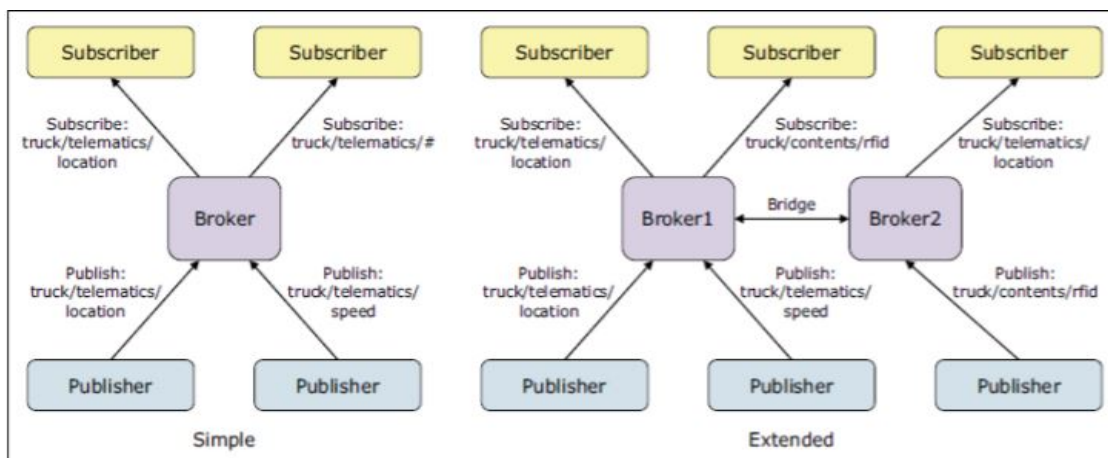 Subscriber
Subscriber
Subscriber
Subscriber
Subscriber
Subscribe:
truck/telematics/
location
Subscribe:
truck/telematics/#
Subscribe:
truck/telematics/
location
Subscribe:
truck/contents/rfid
Subscribe:
truck/telematics/
location
Broker
Broker1
Bridge
Broker2
Publish:
truck/telematics/
location
Publish:
truck/telematics/
speed
Publish:
truck/telematics/
location
Publish:
truck/telematics/
speed
Publish:
truck/contents/rfid
Publisher
Publisher
Publisher
Publisher
Publisher
Simple
Extended